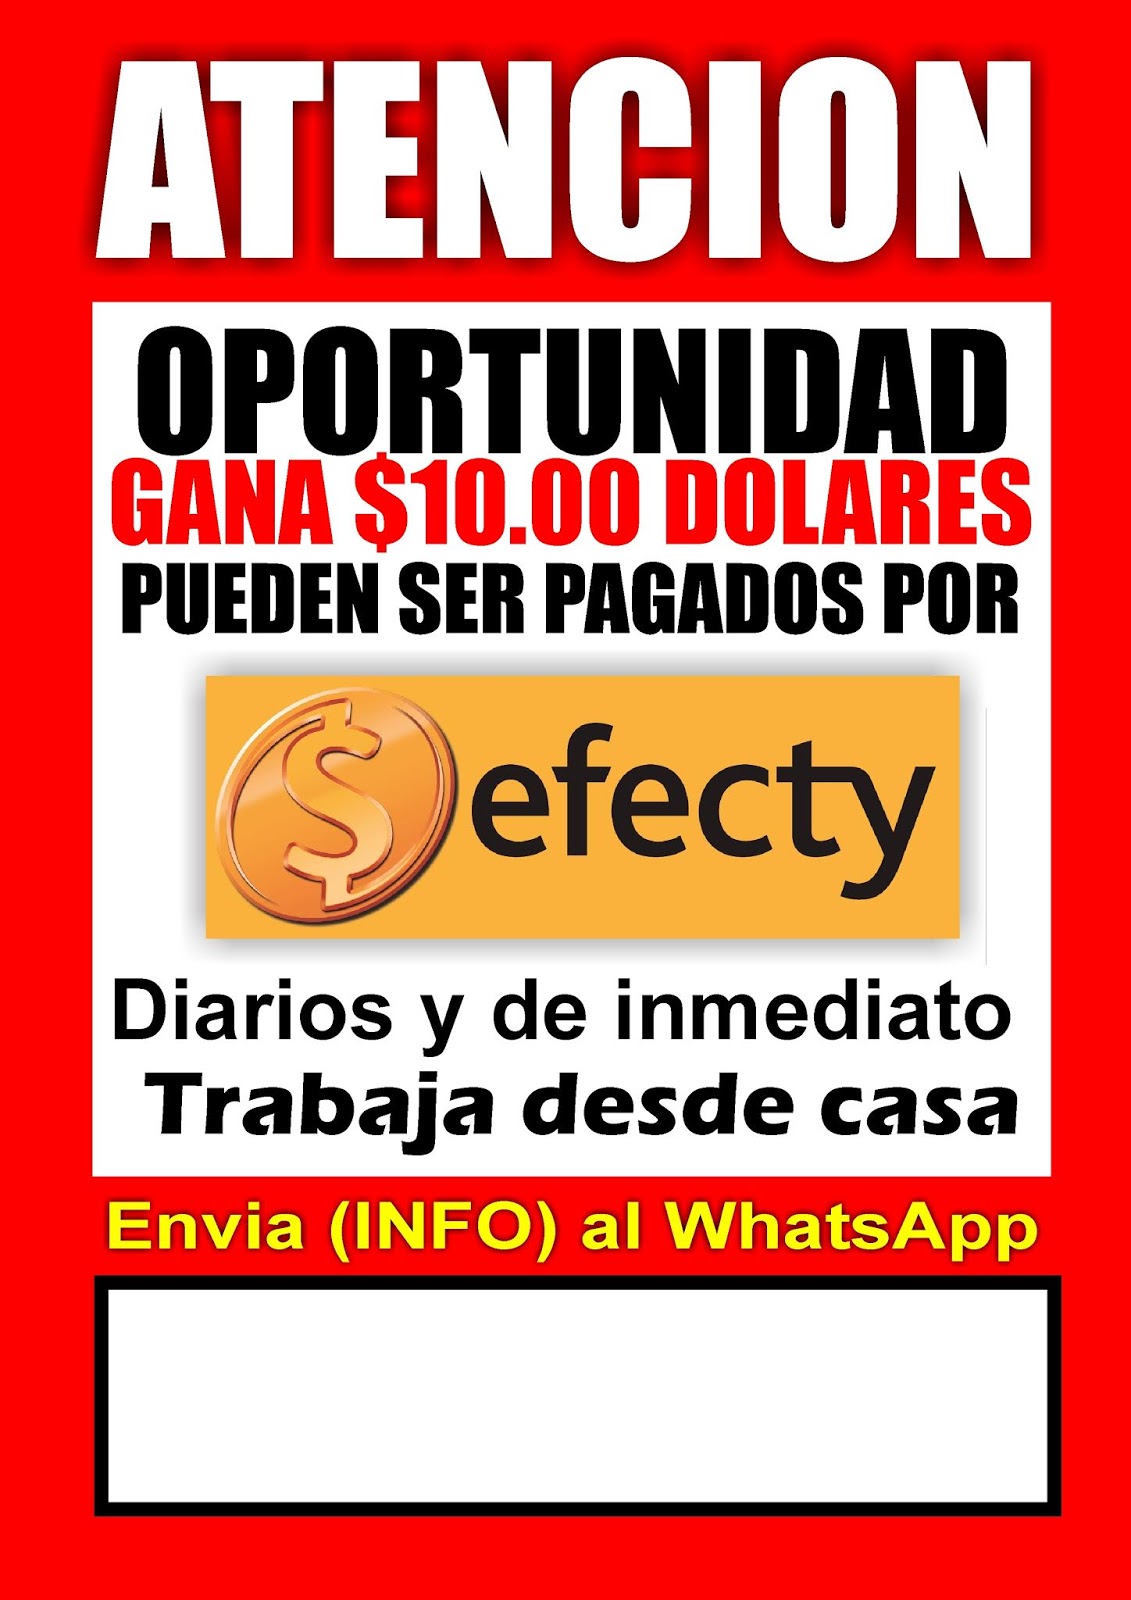 ATENCION
OPORTUNIDAD
GANA $10.00 DOLARES
PUEDEN SER PAGADOS POR
$ efecty
Diarios y de inmediato
Trabaja desde casa
Envia (INFO) al WhatsApp